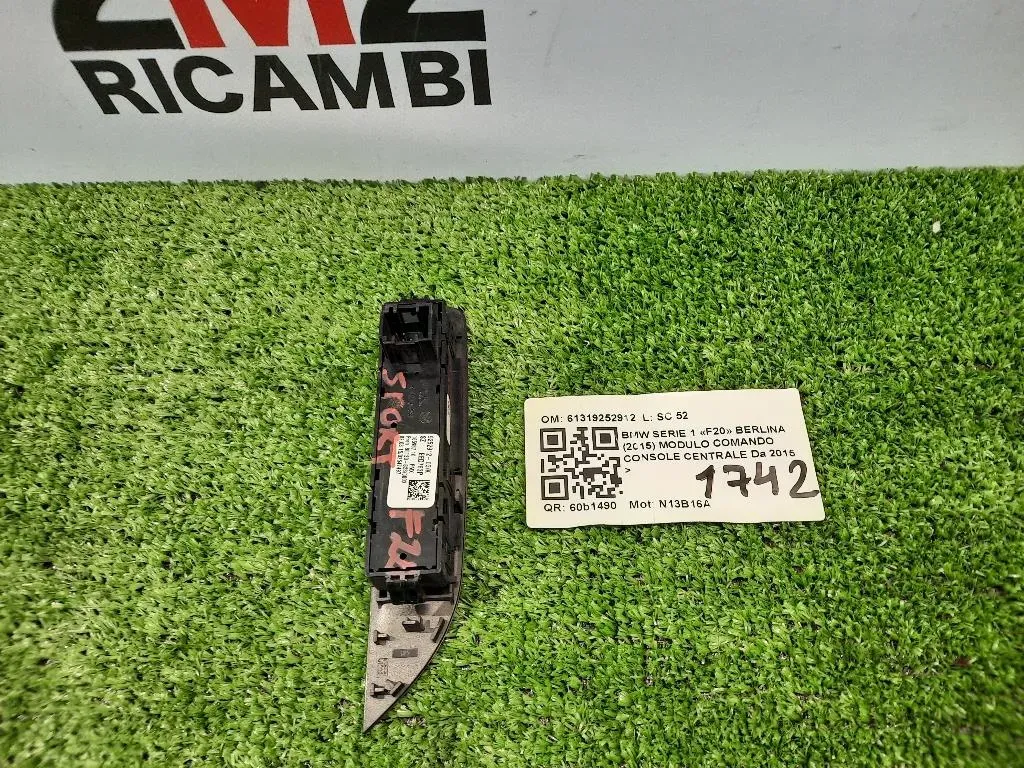 2M2
RICAMBI
OM: 61319252912 L: SC 52
BMW SERIE 1 «F20» BERLINA
(2015) MODULO COMANDO
CONSOLE CENTRALE Da 2015
>
1742
QR: 60b1490 Mot: N13B16A
SPORT